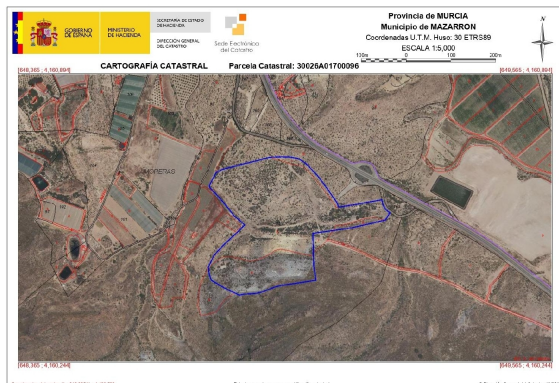 GOBIERNO
DE ESPAÑA
MINISTERIO
DE HACIENDA
SECRETARÍA DE ESTADO
DE HACIENDA
DIRECCIÓN GENERAL
DEL CATASTRO
Sede Electrónica
del Catastro
Provincia de MURCIA
Municipio de MAZARRON
Coordenadas U.T.M. Huso: 30 ETRS89
ESCALA 1:5,000
100m 0 100 200m
CARTOGRAFÍA CATASTRAL Parcela Catastral: 30026A01700096
[648,365 ; 4,160,894] [649,565 ; 4,160,894]
MORERAS
[648,365 ; 4,160,244] [649,565 ; 4,160,244]